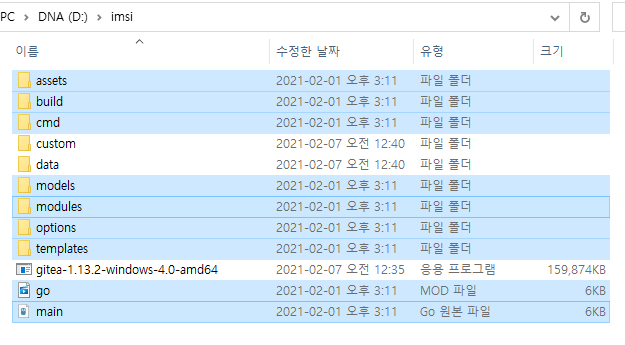 PC > DNA (D:) > imsi
이름 수정한 날짜 유형 크기
assets 2021-02-01 오후 3:11 파일 폴더
build 2021-02-01 오후 3:11 파일 폴더
cmd 2021-02-01 오후 3:11 파일 폴더
custom 2021-02-07 오전 12:40 파일 폴더
data 2021-02-07 오전 12:40 파일 폴더
models 2021-02-01 오후 3:11 파일 폴더
modules 2021-02-01 오후 3:11 파일 폴더
options 2021-02-01 오후 3:11 파일 폴더
templates 2021-02-01 오후 3:11 파일 폴더
gitea-1.13.2-windows-4.0-amd64 2021-02-07 오전 12:35 응용 프로그램 159,874KB
go 2021-02-01 오후 3:11 MOD 파일 6KB
main 2021-02-01 오후 3:11 Go 원본 파일 6KB